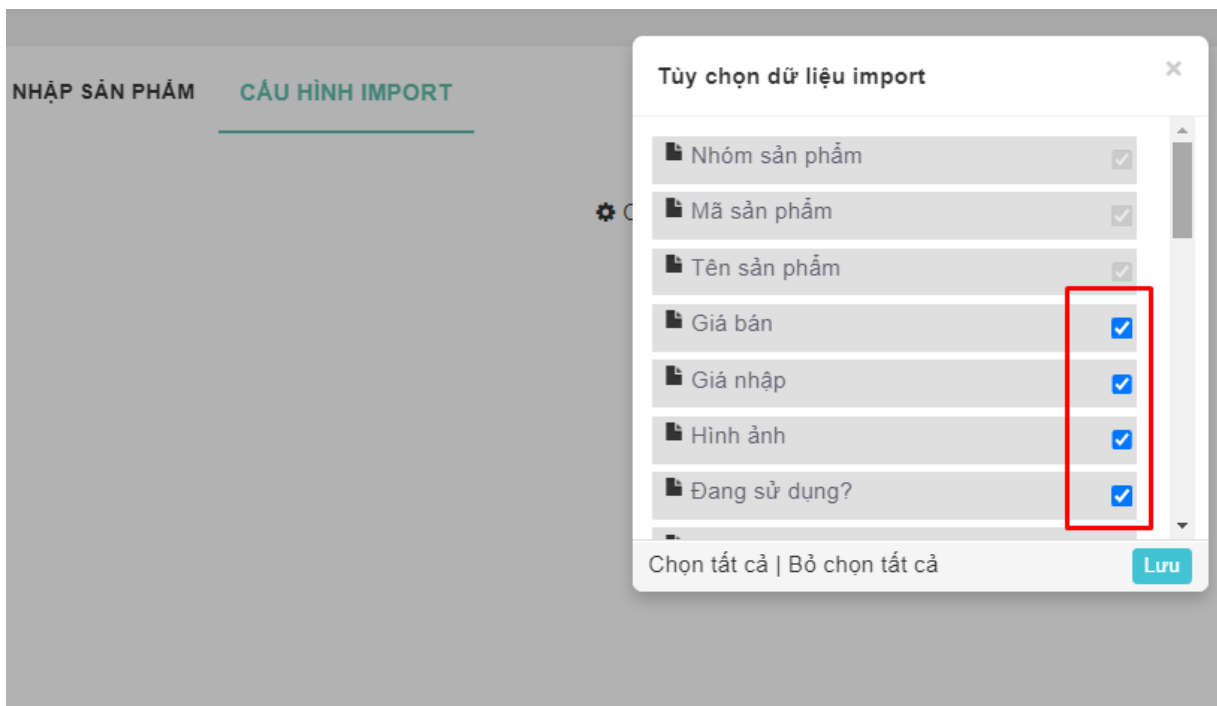 NHẬP SẢN PHẨM
CẤU HÌNH IMPORT
Tùy chọn dữ liệu import
×
Nhóm sản phẩm
Mã sản phẩm
Tên sản phẩm
Giá bán
Giá nhập
Hình ảnh
Đang sử dụng?
Chọn tất cả | Bỏ chọn tất cả
Lưu